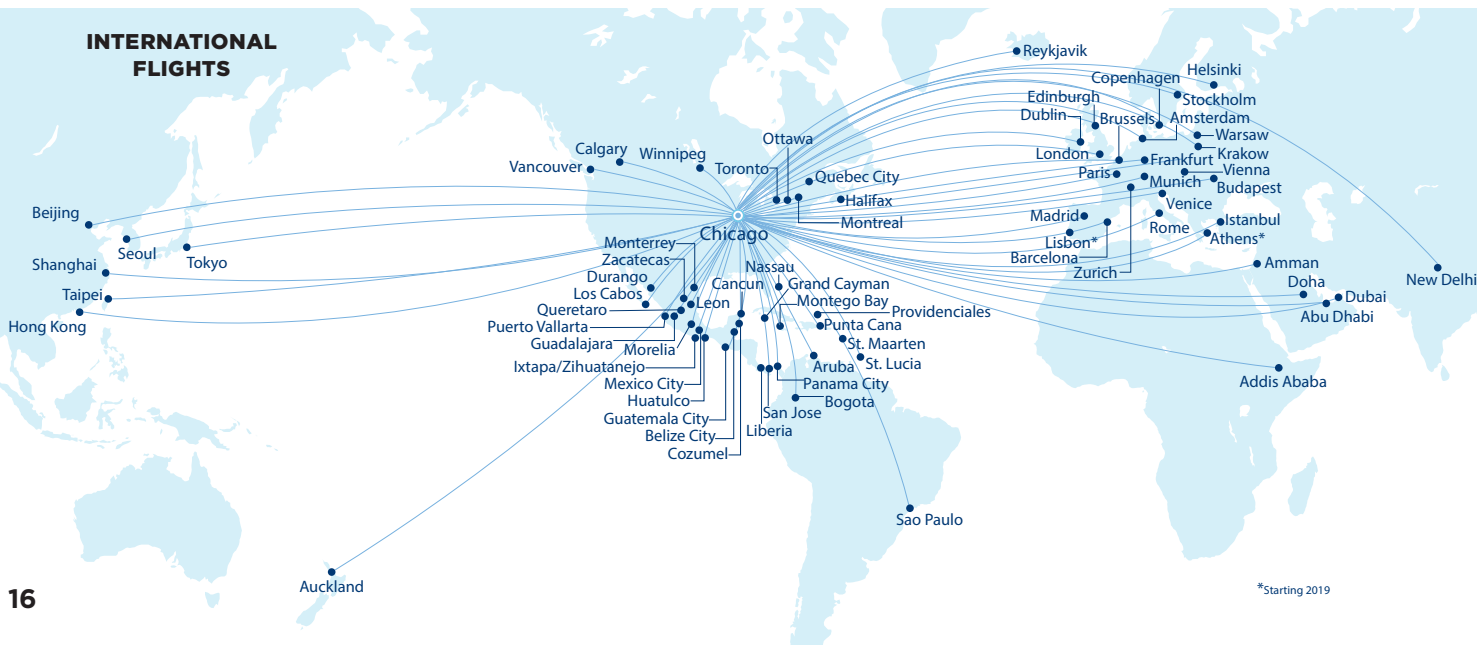 INTERNATIONAL
FLIGHTS
Reykjavik
Helsinki
Copenhagen
Stockholm
Edinburgh
Amsterdam
Dublin
Brussels
Warsaw
London
Krakow
Frankfurt
Vienna
Paris
Munich
Budapest
Venice
Madrid
Rome
Istanbul
Lisbon*
Athens*
Barcelona
Zurich
Amman
Doha
Dubai
Abu Dhabi
New Delhi
Addis Ababa
Ottawa
Calgary
Winnipeg
Vancouver
Toronto
Quebec City
Halifax
Montreal
Chicago
Beijing
Seoul
Tokyo
Shanghai
Taipei
Hong Kong
Monterrey
Zacatecas
Durango
Los Cabos
Leon
Queretaro
Puerto Vallarta
Guadalajara
Morelia
Ixtapa/Zihuatanejo
Mexico City
Huatulco
Guatemala City
Belize City
Cozumel
Cancun
Nassau
Grand Cayman
Montego Bay
Providenciales
Punta Cana
St. Maarten
St. Lucia
Aruba
Panama City
Bogota
San Jose
Liberia
Sao Paulo
Auckland
*Starting 2019
16